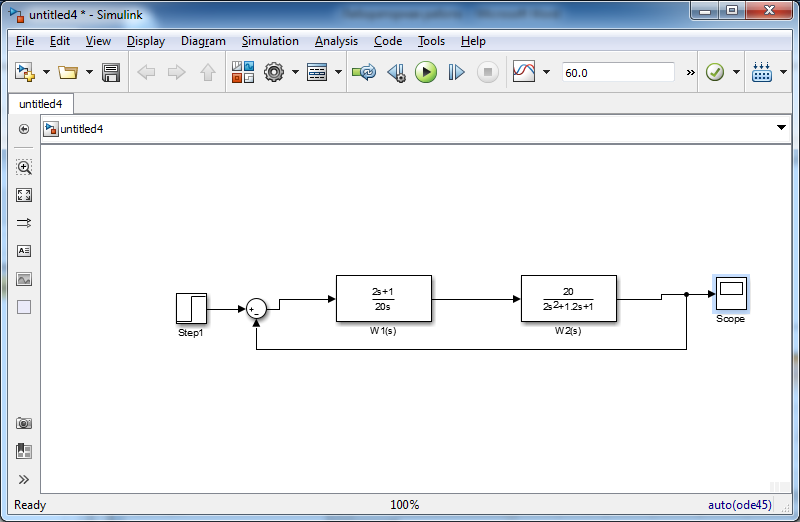 untitled4 * - Simulink
File Edit View Display Diagram Simulation Analysis Code Tools Help
60.0 »
untitled4
untitled4
2s+1
20s
W1(s)
20
2s2+1.2s+1
W2(s)
+
-
Step1
Scope
Ready 100% auto(ode45)